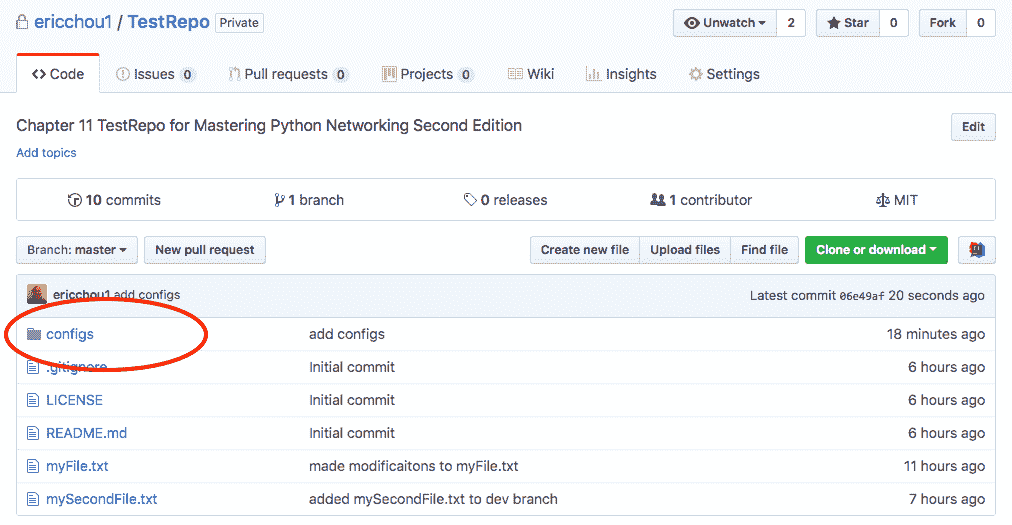 ericchou1 / TestRepo Private Unwatch 2 Star 0 Fork 0
Code Issues 0 Pull requests 0 Projects 0 Wiki Insights Settings
Chapter 11 TestRepo for Mastering Python Networking Second Edition Edit
Add topics
10 commits 1 branch 0 releases 1 contributor MIT
Branch: master New pull request Create new file Upload files Find file Clone or download
ericchou1 add configs Latest commit 06e49af 20 seconds ago
configs add configs 18 minutes ago
.gitignore Initial commit 6 hours ago
LICENSE Initial commit 6 hours ago
README.md Initial commit 6 hours ago
myFile.txt made modificaitons to myFile.txt 11 hours ago
mySecondFile.txt added mySecondFile.txt to dev branch 7 hours ago